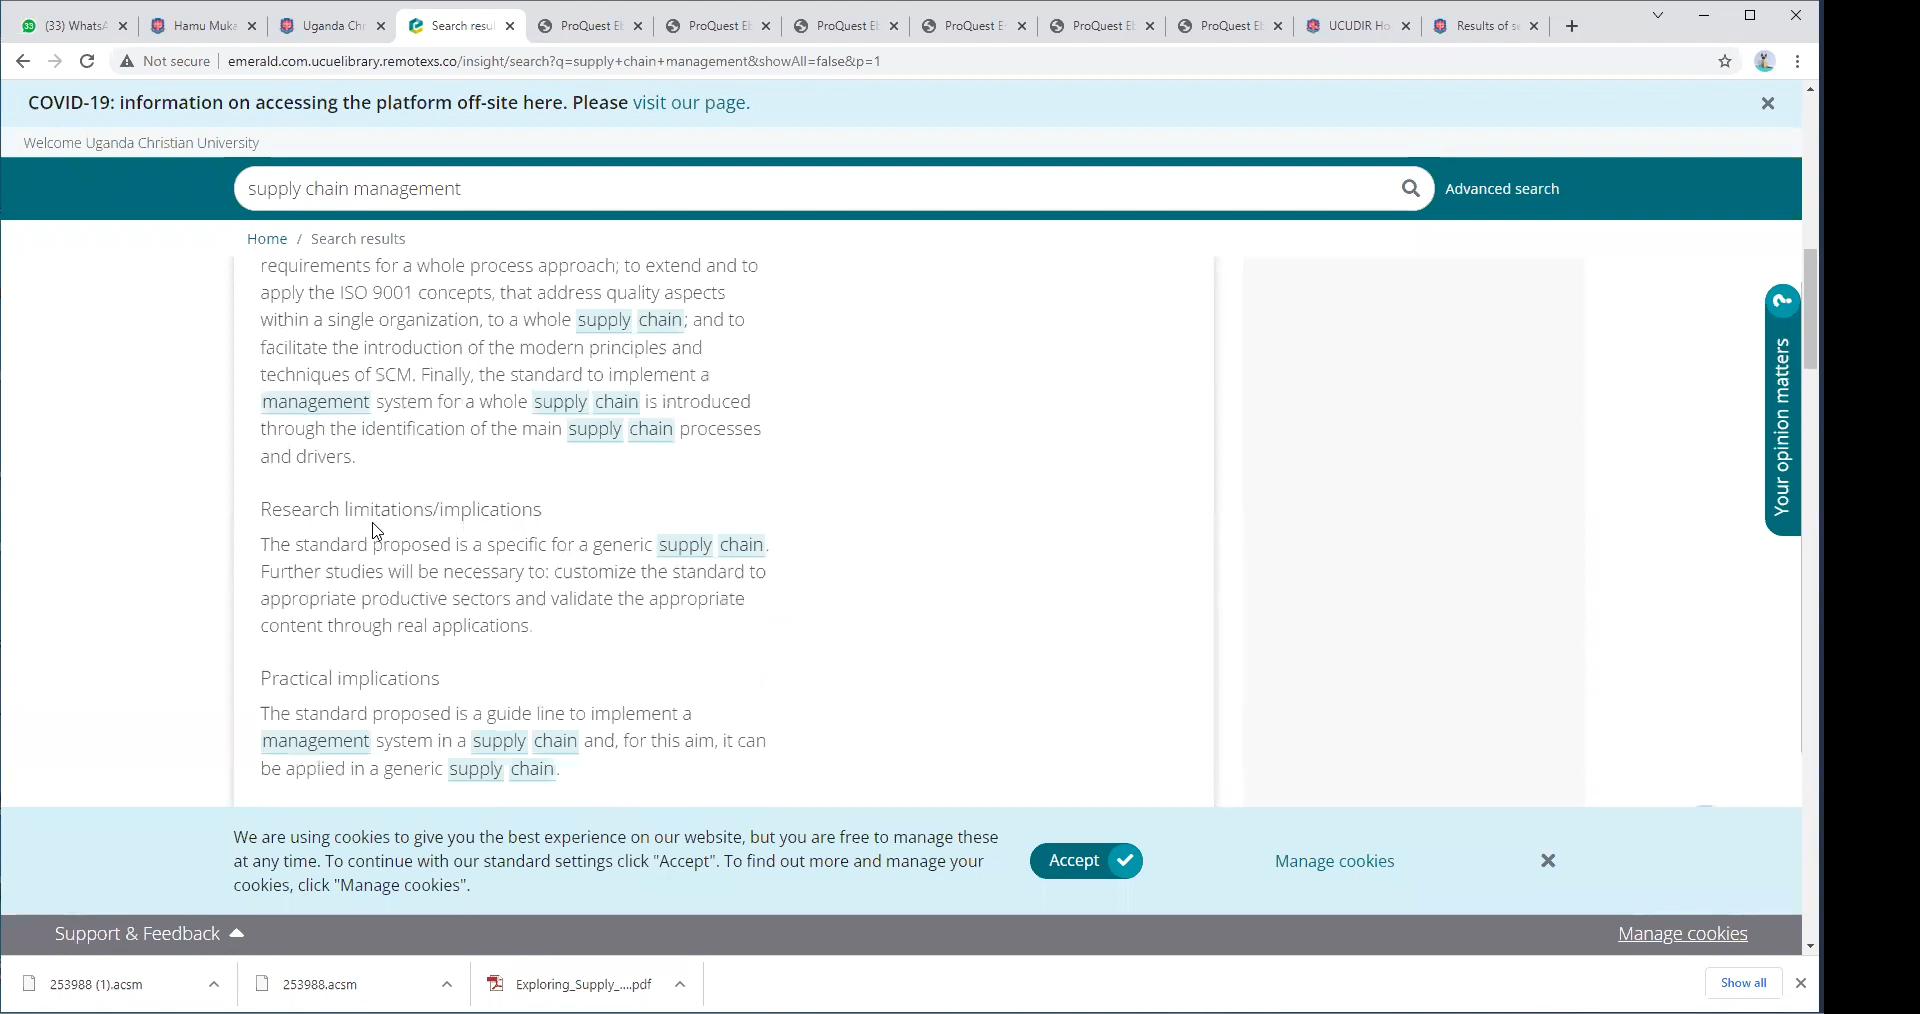 (33) WhatsA
Hamu Muka
Uganda Chr
Search resul
ProQuest Eb
ProQuest Eb
ProQuest Eb
ProQuest E
ProQuest Eb
ProQuest Eb
UCUDIR Ho
Results of se
Not secure
emerald.com.ucuelibrary.remotexs.co/insight/search?q=supply+chain+management&showAll=false&p=1
COVID-19: information on accessing the platform off-site here. Please visit our page.
Welcome Uganda Christian University
supply chain management
Advanced search
Home / Search results
requirements for a whole process approach; to extend and to
apply the ISO 9001 concepts, that address quality aspects
within a single organization, to a whole supply chain; and to
facilitate the introduction of the modern principles and
techniques of SCM. Finally, the standard to implement a
management system for a whole supply chain is introduced
through the identification of the main supply chain processes
and drivers.
Research limitations/implications
The standard proposed is a specific for a generic supply chain.
Further studies will be necessary to: customize the standard to
appropriate productive sectors and validate the appropriate
content through real applications.
Practical implications
The standard proposed is a guide line to implement a
management system in a supply chain and, for this aim, it can
be applied in a generic supply chain.
Your opinion matters
?
We are using cookies to give you the best experience on our website, but you are free to manage these
at any time. To continue with our standard settings click "Accept". To find out more and manage your
cookies, click "Manage cookies".
Accept
Manage cookies
Support & Feedback
Manage cookies
253988 (1).acsm
253988.acsm
Exploring_Supply_....pdf
Show all